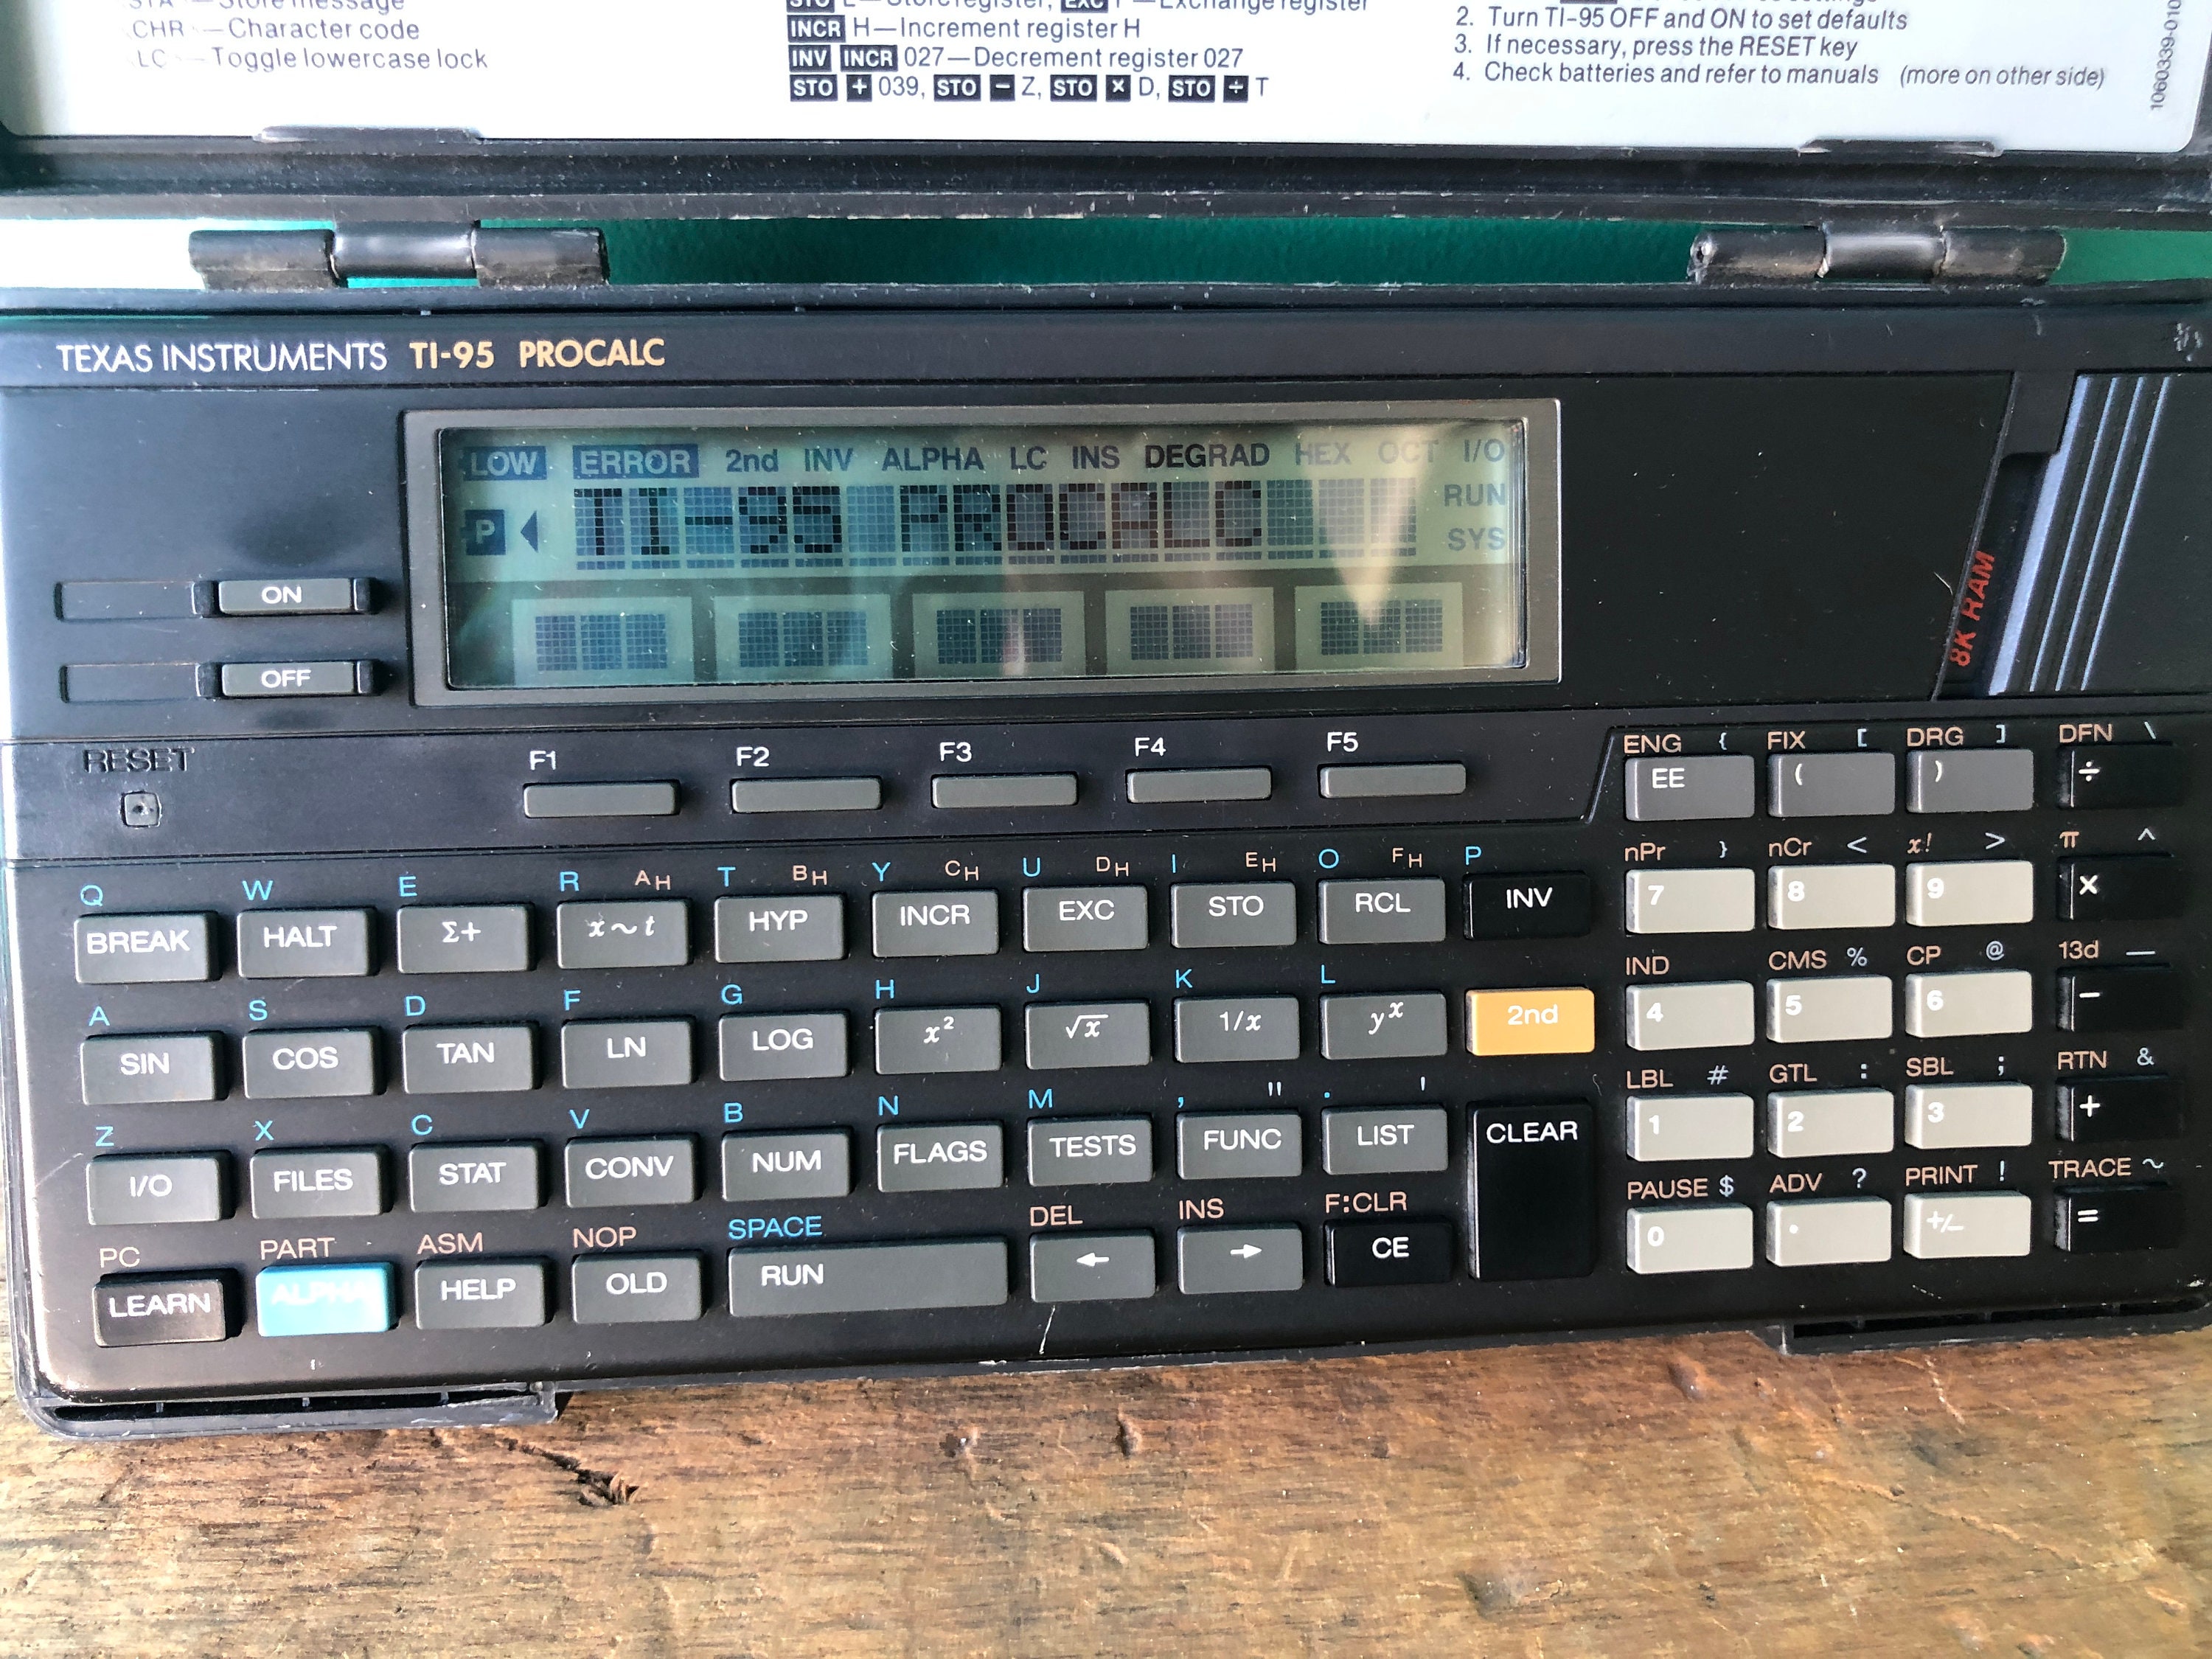 Store message
CHR — Character code
LC — Toggle lowercase lock
INCR H—Increment register H
INV INCR 027—Decrement register 027
STO + 039, STO − Z, STO × D, STO ÷ T
2. Turn TI-95 OFF and ON to set defaults
3. If necessary, press the RESET key
4. Check batteries and refer to manuals (more on other side)
1060339-010
TEXAS INSTRUMENTS TI-95 PROCALC
LOW ERROR 2nd INV ALPHA LC INS DEGRAD HEX OCT I/O
TI-95 PROCALC RUN
P SYS
8K RAM
ON
OFF
RESET
F1 F2 F3 F4 F5
ENG { FIX [ DRG ] DFN \
EE ( ) ÷
Q W E R AH T BH Y CH U DH I EH O FH P
BREAK HALT Σ+ x~t HYP INCR EXC STO RCL INV
nPr } nCr < x! > π ^
7 8 9 ×
A S D F G H J K L
SIN COS TAN LN LOG x² √x 1/x yˣ 2nd
IND CMS % CP @ 13d —
4 5 6 −
Z X C V B N M , " . '
I/O FILES STAT CONV NUM FLAGS TESTS FUNC LIST CLEAR
LBL # GTL : SBL ; RTN &
1 2 3 +
PC PART ASM NOP SPACE DEL INS F:CLR
LEARN ALPHA HELP OLD RUN ← → CE
PAUSE $ ADV ? PRINT ! TRACE ~
0 . +/− =